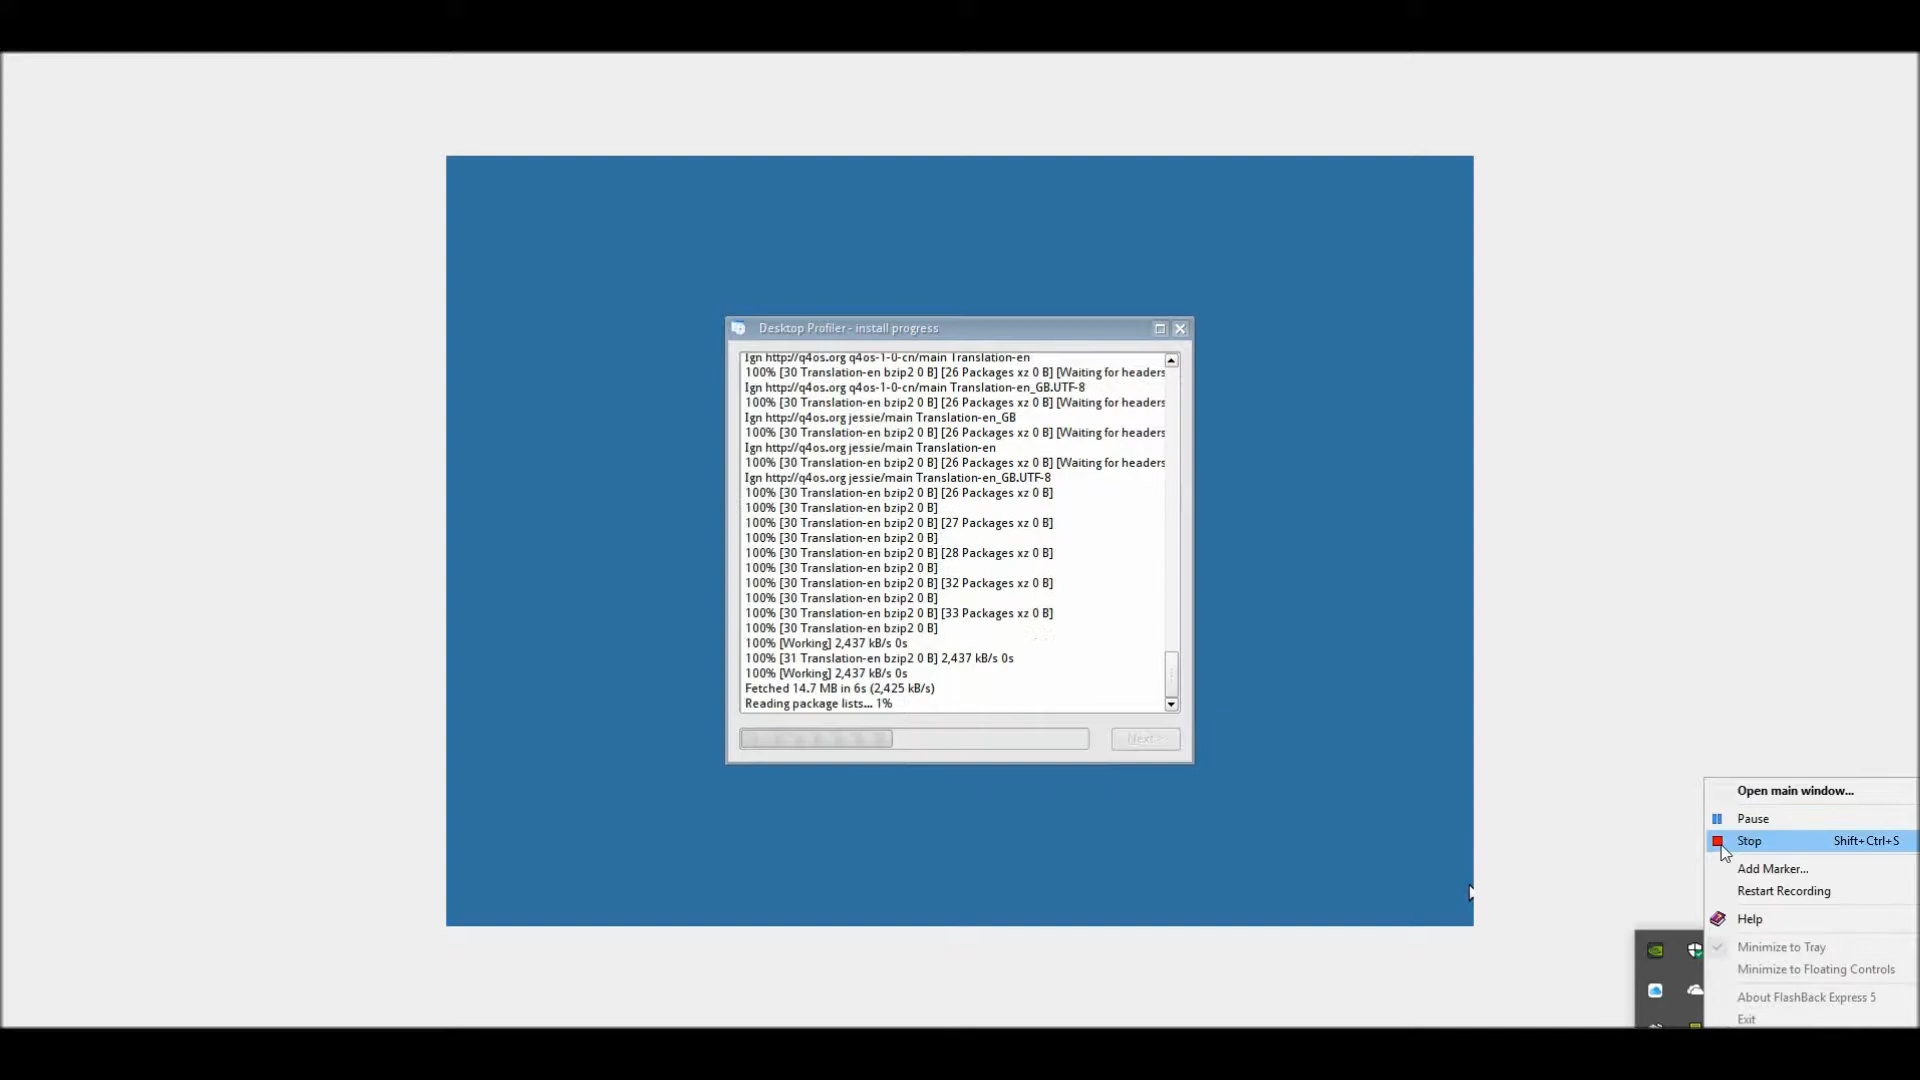 Desktop Profiler - install progress
Ign http://q4os.org q4os-1-0-cn/main Translation-en
100% [30 Translation-en bzip2 0 B] [26 Packages xz 0 B] [Waiting for headers
Ign http://q4os.org q4os-1-0-cn/main Translation-en_GB.UTF-8
100% [30 Translation-en bzip2 0 B] [26 Packages xz 0 B] [Waiting for headers
Ign http://q4os.org jessie/main Translation-en_GB
100% [30 Translation-en bzip2 0 B] [26 Packages xz 0 B] [Waiting for headers
Ign http://q4os.org jessie/main Translation-en
100% [30 Translation-en bzip2 0 B] [26 Packages xz 0 B] [Waiting for headers
Ign http://q4os.org jessie/main Translation-en_GB.UTF-8
100% [30 Translation-en bzip2 0 B] [26 Packages xz 0 B]
100% [30 Translation-en bzip2 0 B]
100% [30 Translation-en bzip2 0 B] [27 Packages xz 0 B]
100% [30 Translation-en bzip2 0 B]
100% [30 Translation-en bzip2 0 B] [28 Packages xz 0 B]
100% [30 Translation-en bzip2 0 B]
100% [30 Translation-en bzip2 0 B] [32 Packages xz 0 B]
100% [30 Translation-en bzip2 0 B]
100% [30 Translation-en bzip2 0 B] [33 Packages xz 0 B]
100% [30 Translation-en bzip2 0 B]
100% [Working] 2,437 kB/s 0s
100% [31 Translation-en bzip2 0 B] 2,437 kB/s 0s
100% [Working] 2,437 kB/s 0s
Fetched 14.7 MB in 6s (2,425 kB/s)
Reading package lists... 1%
Next >
Open main window...
Pause
Stop Shift+Ctrl+S
Add Marker...
Restart Recording
Help
Minimize to Tray
Minimize to Floating Controls
About FlashBack Express 5
Exit